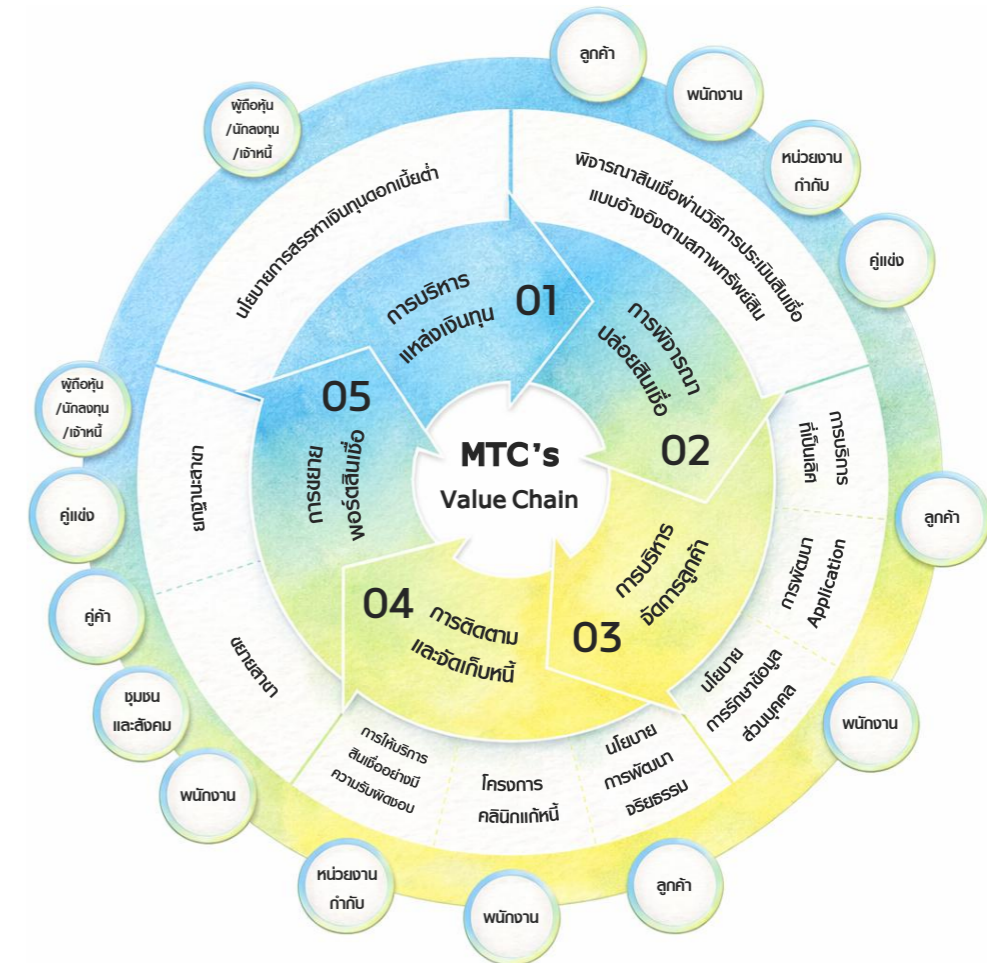 MTC's
Value Chain
01
การบริหาร
แหล่งเงินทุน
นโยบายการสรรหาเงินทุนดอกเบี้ยต่ำ
ผู้ถือหุ้น
/นักลงทุน
/เจ้าหนี้
02
การพิจารณา
ปล่อยสินเชื่อ
พิจารณาสินเชื่อผ่านวิธีการประเมินสินเชื่อ
แบบอ้างอิงตามสภาพทรัพย์สิน
ลูกค้า
พนักงาน
หน่วยงาน
กำกับ
คู่แข่ง
03
การบริหาร
จัดการลูกค้า
การบริการ
ที่เป็นเลิศ
การพัฒนา
Application
นโยบาย
การรักษาข้อมูล
ส่วนบุคคล
ลูกค้า
พนักงาน
04
การติดตาม
และจัดเก็บหนี้
นโยบาย
การพัฒนา
จริยธรรม
โครงการ
คลินิกแก้หนี้
การให้บริการ
สินเชื่ออย่างมี
ความรับผิดชอบ
ลูกค้า
พนักงาน
หน่วยงาน
กำกับ
05
การขยาย
พอร์ตสินเชื่อ
ขยายสาขา
ยกฐานะสาขา
พนักงาน
ชุมชน
และสังคม
คู่ค้า
คู่แข่ง
ผู้ถือหุ้น
/นักลงทุน
/เจ้าหนี้